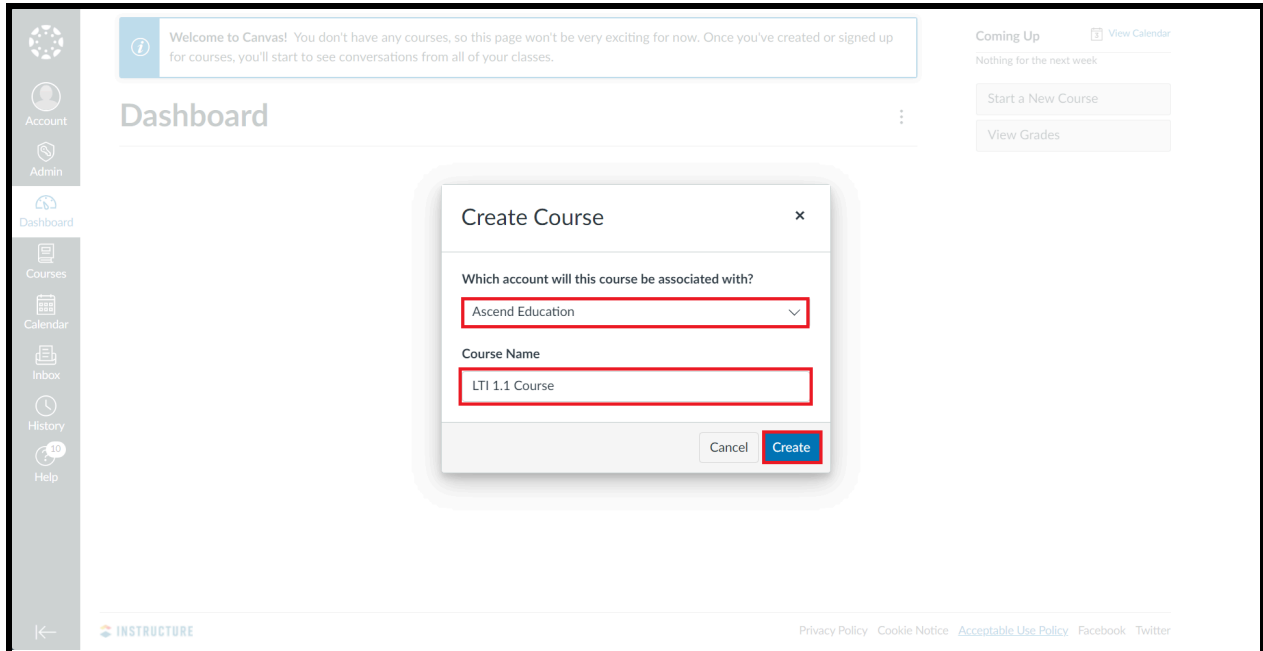 Account
Admin
Dashboard
Courses
Calendar
Inbox
History
10
Help
Welcome to Canvas! You don't have any courses, so this page won't be very exciting for now. Once you've created or signed up
for courses, you'll start to see conversations from all of your classes.
Dashboard
Coming Up
View Calendar
Nothing for the next week
Start a New Course
View Grades
Create Course
Which account will this course be associated with?
Ascend Education
Course Name
LTI 1.1 Course
Cancel Create
INSTRUCTURE
Privacy Policy Cookie Notice Acceptable Use Policy Facebook Twitter